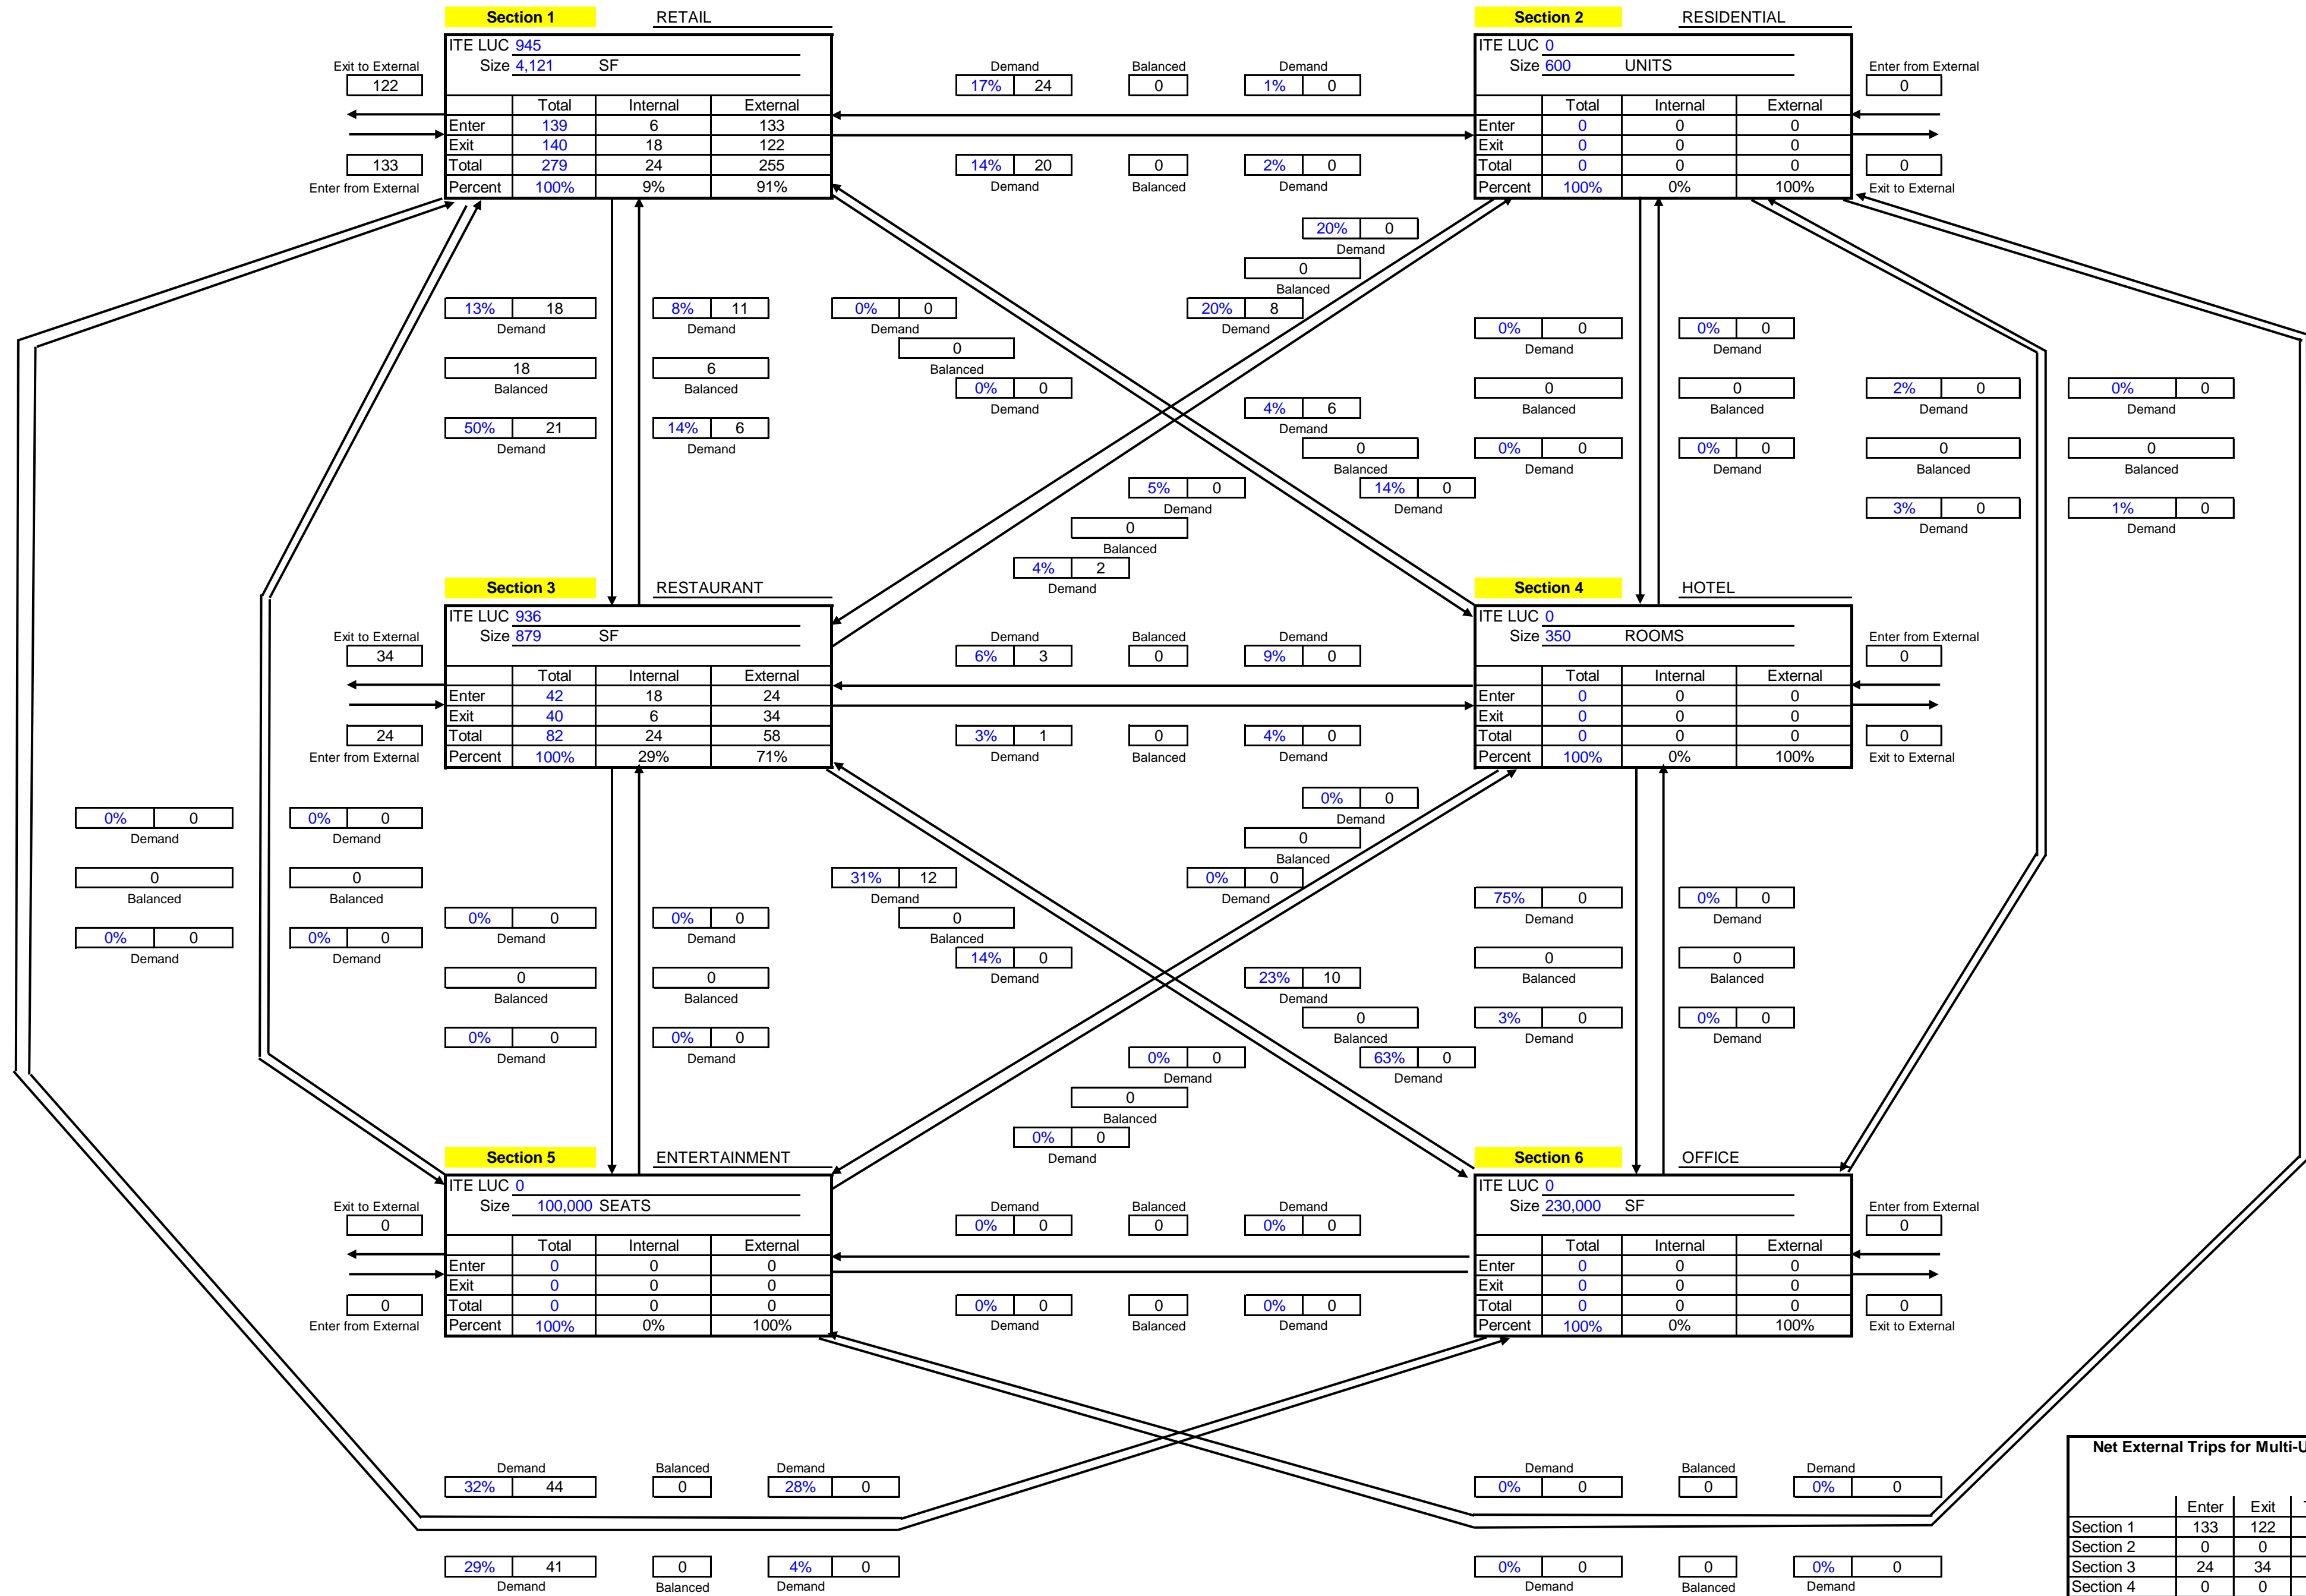 Section 1 RETAIL Section 2 RESIDENTIAL
ITE LUC 945 ITE LUC 0
Exit to External Size 4,121 SF Demand Balanced Demand Size 600 UNITS Enter from External
122 17% 24 0 1% 0 0
Total Internal External Total Internal External
Enter 139 6 133 Enter 0 0 0
Exit 140 18 122 Exit 0 0 0
133 Total 279 24 255 14% 20 0 2% 0 Total 0 0 0 0
Enter from External Percent 100% 9% 91% Demand Balanced Demand Percent 100% 0% 100% Exit to External
20% 0
Demand
0
Balanced
13% 18 8% 11 0% 0 20% 8
Demand Demand Demand Demand
0% 0 0% 0
Demand Demand
0
Balanced
18 6
Balanced Balanced
0% 0
Demand
0 0 2% 0 0% 0
Balanced Balanced Demand Demand
4% 6
Demand
50% 21 14% 6
Demand Demand
0 0% 0 0% 0 0 0
Balanced Demand Demand Balanced Balanced
5% 0 14% 0
Demand Demand
3% 0 1% 0
Demand Demand
0
Balanced
4% 2
Demand
Section 3 RESTAURANT Section 4 HOTEL
ITE LUC 936 ITE LUC 0
Exit to External Size 879 SF Demand Balanced Demand Size 350 ROOMS Enter from External
34 6% 3 0 9% 0 0
Total Internal External Total Internal External
Enter 42 18 24 Enter 0 0 0
Exit 40 6 34 Exit 0 0 0
24 Total 82 24 58 3% 1 0 4% 0 Total 0 0 0 0
Enter from External Percent 100% 29% 71% Demand Balanced Demand Percent 100% 0% 100% Exit to External
0% 0
Demand
0% 0 0% 0
Demand Demand
0
Balanced
0 0 31% 12 0% 0
Balanced Balanced Demand Demand
75% 0 0% 0
Demand Demand
0% 0 0% 0 0
Demand Demand Balanced
0% 0 0% 0
Demand Demand
14% 0
Demand
0 0
Balanced Balanced
0 0 23% 10
Balanced Balanced Demand
0 3% 0 0% 0
Balanced Demand Demand
0% 0 0% 0
Demand Demand
0% 0 63% 0
Demand Demand
0
Balanced
0% 0
Demand
Section 5 ENTERTAINMENT Section 6 OFFICE
ITE LUC 0 ITE LUC 0
Exit to External Size 100,000 SEATS Demand Balanced Demand Size 230,000 SF Enter from External
0 0% 0 0 0% 0 0
Total Internal External Total Internal External
Enter 0 0 0 Enter 0 0 0
Exit 0 0 0 Exit 0 0 0
0 Total 0 0 0 0% 0 0 0% 0 Total 0 0 0 0
Enter from External Percent 100% 0% 100% Demand Balanced Demand Percent 100% 0% 100% Exit to External
Net External Trips for Multi-U
Demand Balanced Demand Demand Balanced Demand
32% 44 0 28% 0 0% 0 0 0% 0
Enter Exit
Section 1 133 122
Section 2 0 0
29% 41 0 4% 0 0% 0 0 0% 0
Demand Balanced Demand Demand Balanced Demand
Section 3 24 34
Section 4 0 0